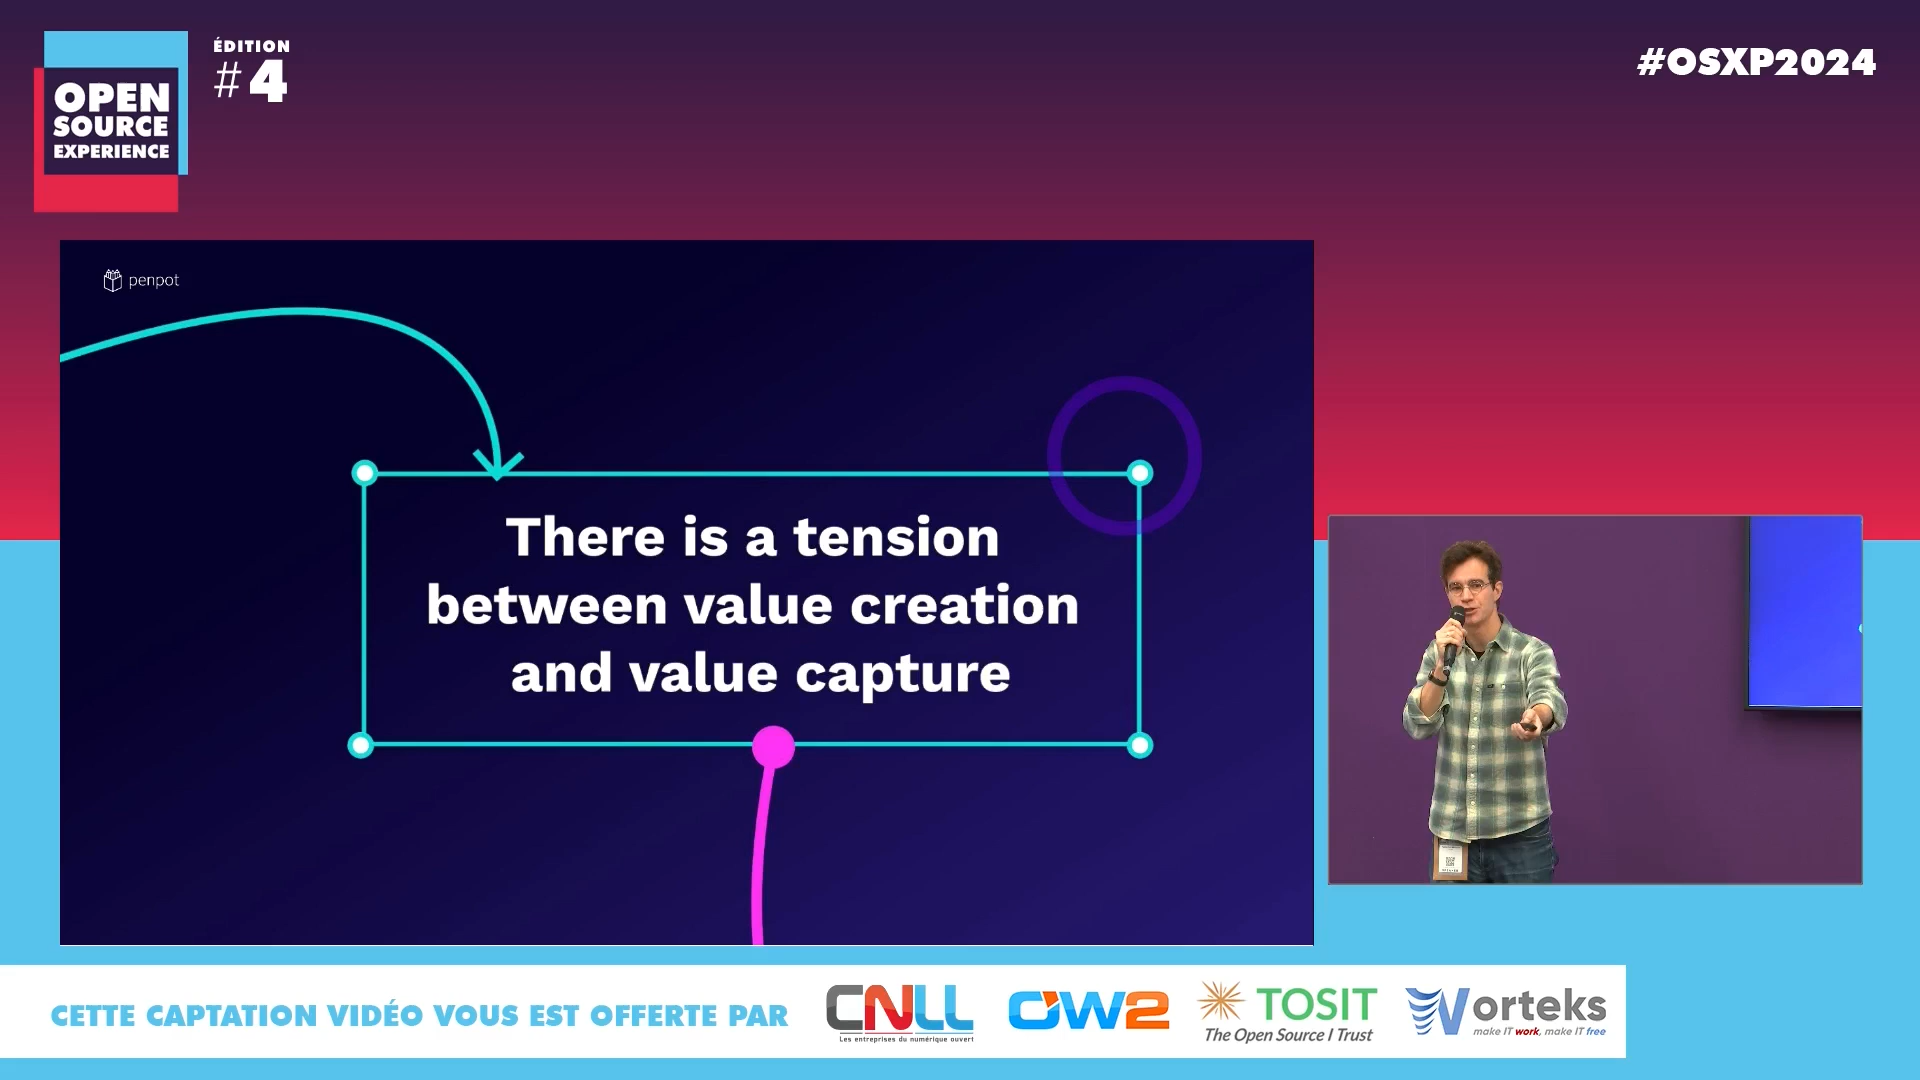 ÉDITION
#4
OPEN
SOURCE
EXPERIENCE
#OSXP2024
penpot
There is a tension
between value creation
and value capture
CETTE CAPTATION VIDÉO VOUS EST OFFERTE PAR
CNLL
Les entreprises du numérique ouvert
OW2
TOSIT
The Open Source I Trust
Worteks
make IT work, make IT free